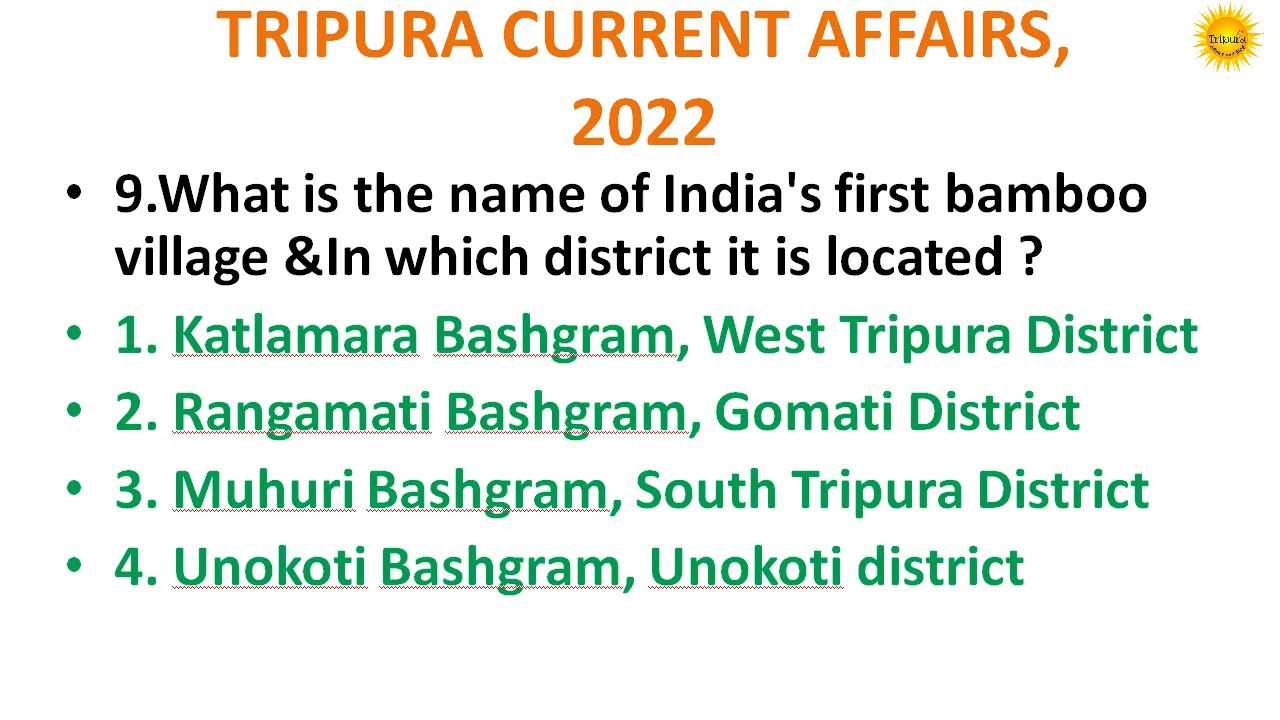 TRIPURA CURRENT AFFAIRS,
2022
Tripura
• 9.What is the name of India's first bamboo
village &In which district it is located ?
• 1. Katlamara Bashgram, West Tripura District
• 2. Rangamati Bashgram, Gomati District
• 3. Muhuri Bashgram, South Tripura District
• 4. Unokoti Bashgram, Unokoti district